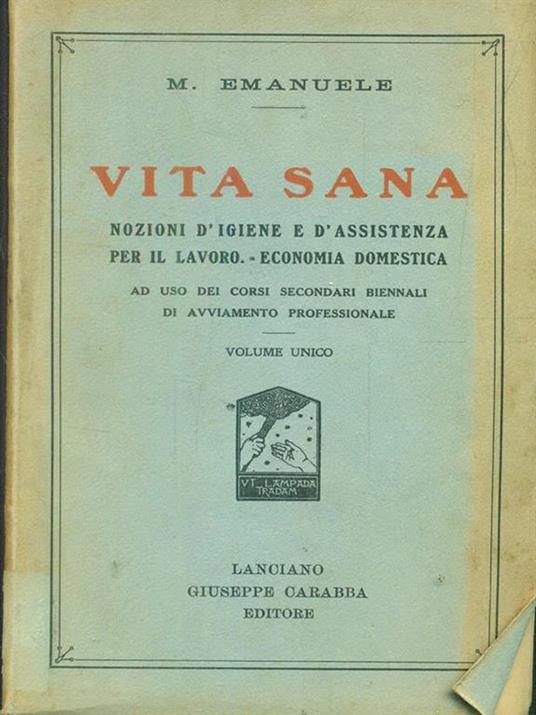 M. EMANUELE
VITA SANA
NOZIONI D'IGIENE E D'ASSISTENZA
PER IL LAVORO. - ECONOMIA DOMESTICA
AD USO DEI CORSI SECONDARI BIENNALI
DI AVVIAMENTO PROFESSIONALE
VOLUME UNICO
VT LAMPADA
TRADAM
LANCIANO
GIUSEPPE CARABBA
EDITORE